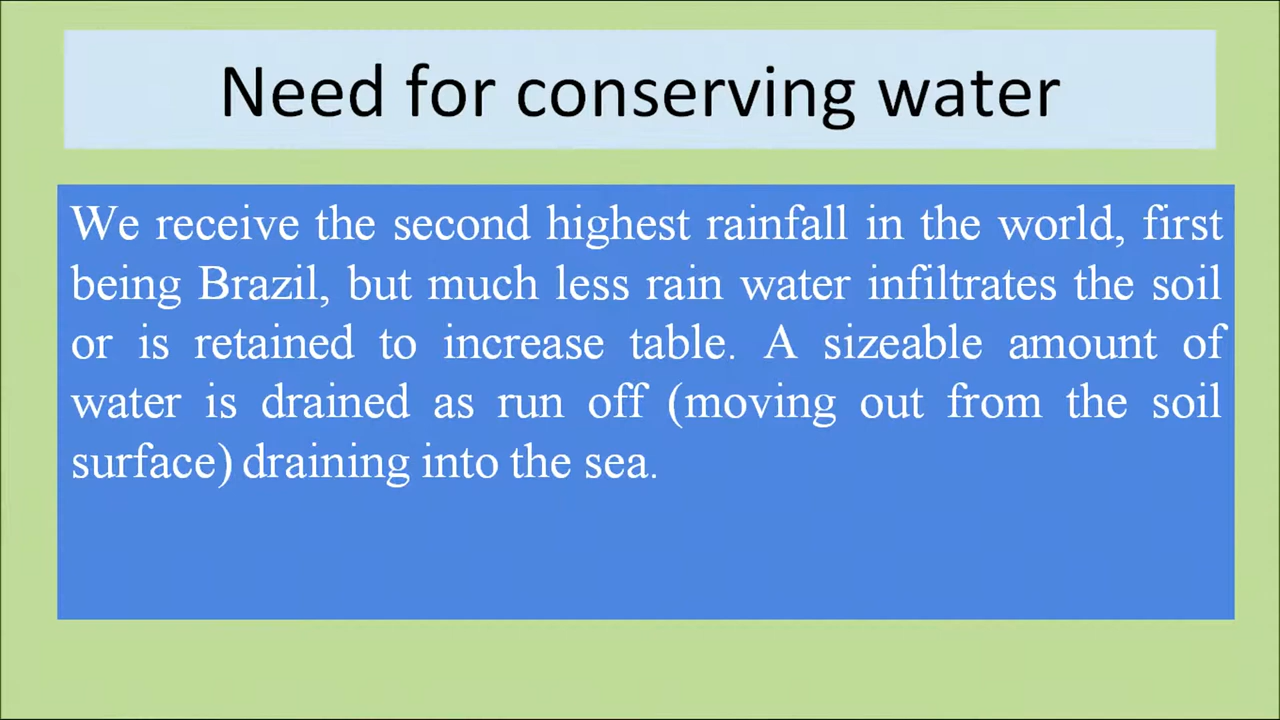 Need for conserving water
We receive the second highest rainfall in the world, first
being Brazil, but much less rain water infiltrates the soil
or is retained to increase table. A sizeable amount of
water is drained as run off (moving out from the soil
surface) draining into the sea.